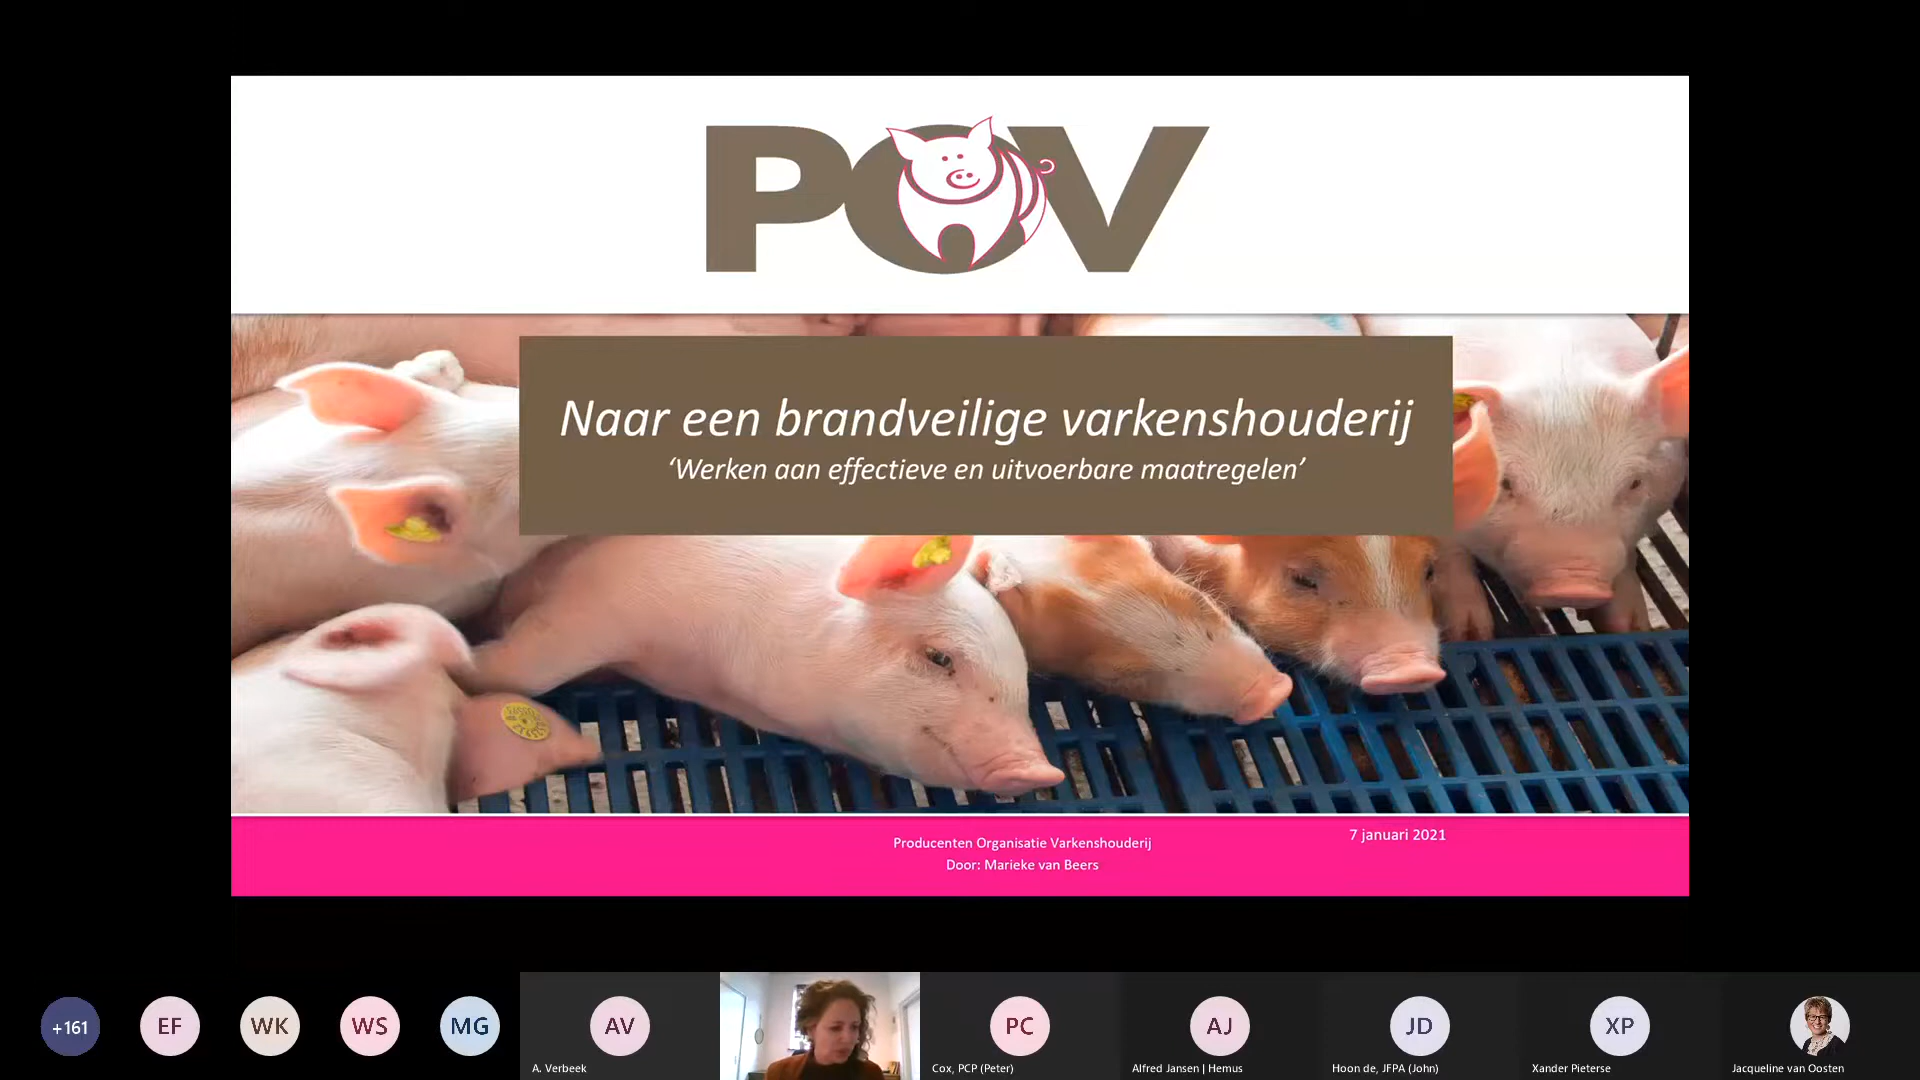 POV
Naar een brandveilige varkenshouderij
‘Werken aan effectieve en uitvoerbare maatregelen’
7 januari 2021
Producenten Organisatie Varkenshouderij
Door: Marieke van Beers
+161
EF
WK
WS
MG
AV
PC
AJ
JD
XP
A. Verbeek
Cox, PCP (Peter)
Alfred Jansen | Hemus
Hoon de, JFPA (John)
Xander Pieterse
Jacqueline van Oosten